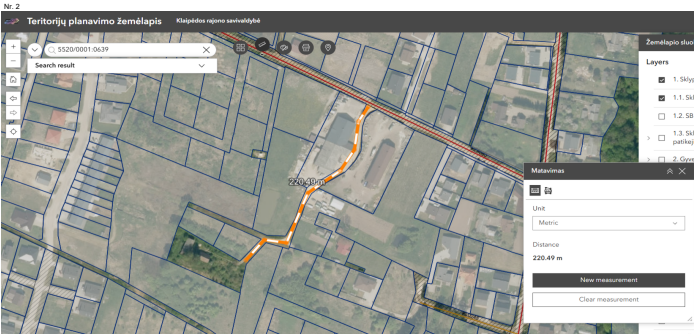 Nr. 2
Teritorijų planavimo žemėlapis
Klaipėdos rajono savivaldybė
5520/0001:0639
Search result
220.49 m
Žemėlapio sluo
Layers
1. Sklyp
1.1. Skl
1.2. SB
1.3. Skl
patikėji
2. Gyve
Matavimas
Unit
Metric
Distance
220.49 m
New measurement
Clear measurement